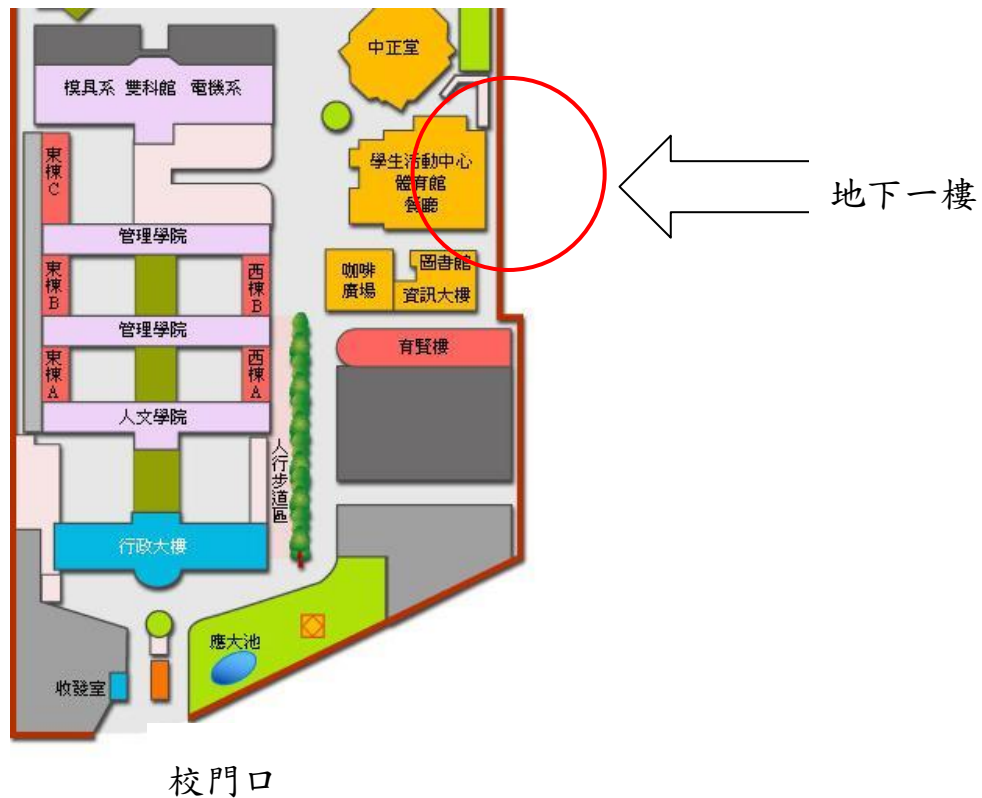 中正堂
模具系 雙科館 電機系
學生活動中心
體育館
餐廳
東棟C
管理學院
咖啡
廣場
圖書館
資訊大樓
東棟B
西棟B
管理學院
育賢樓
東棟A
西棟A
人文學院
人行步道區
行政大樓
應大池
收發室
校門口
地下一樓